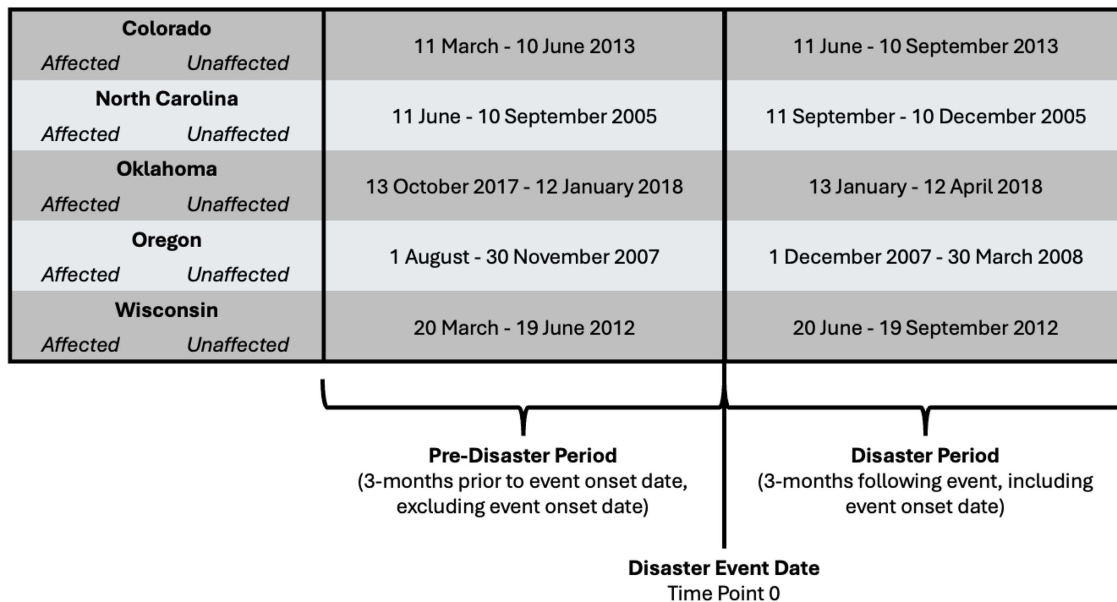 Colorado
Affected Unaffected
11 March - 10 June 2013
11 June - 10 September 2013
North Carolina
Affected Unaffected
11 June - 10 September 2005
11 September - 10 December 2005
Oklahoma
Affected Unaffected
13 October 2017 - 12 January 2018
13 January - 12 April 2018
Oregon
Affected Unaffected
1 August - 30 November 2007
1 December 2007 - 30 March 2008
Wisconsin
Affected Unaffected
20 March - 19 June 2012
20 June - 19 September 2012
Pre-Disaster Period
(3-months prior to event onset date,
excluding event onset date)
Disaster Period
(3-months following event, including
event onset date)
Disaster Event Date
Time Point 0